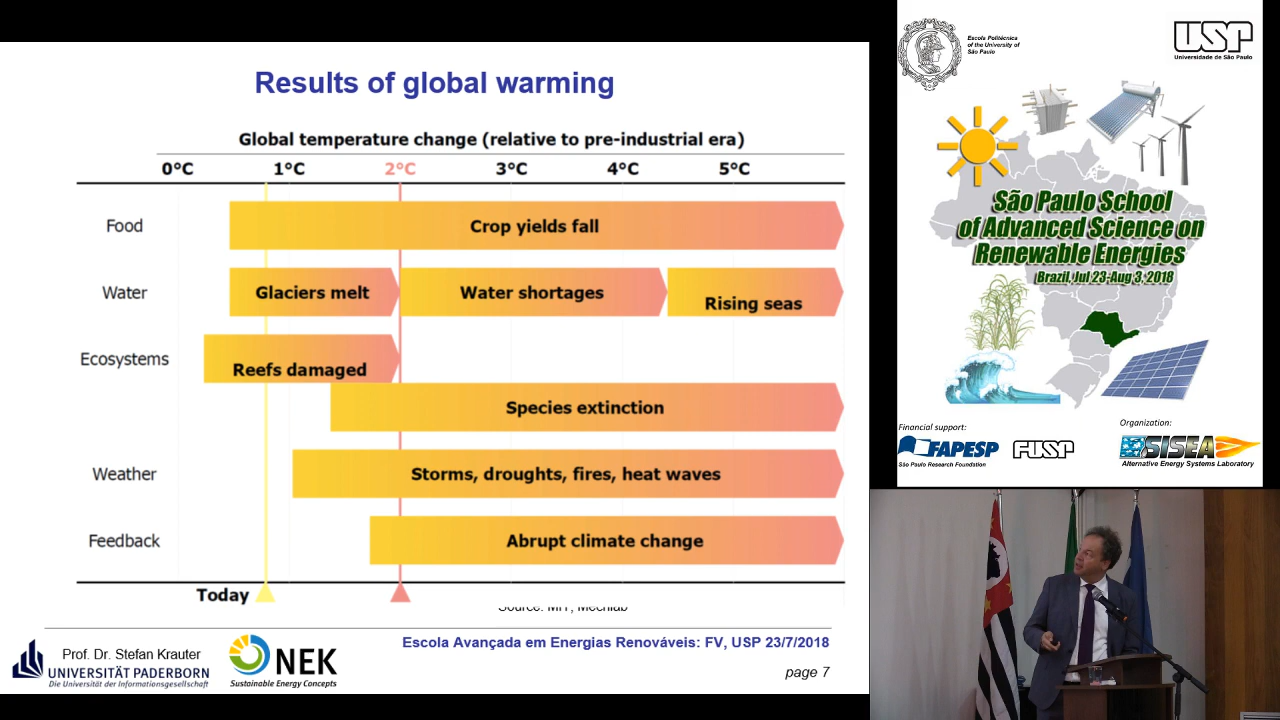 Results of global warming
Global temperature change (relative to pre-industrial era)
0°C 1°C 2°C 3°C 4°C 5°C
Food Crop yields fall
Water Glaciers melt Water shortages Rising seas
Ecosystems Reefs damaged
Species extinction
Weather Storms, droughts, fires, heat waves
Feedback Abrupt climate change
Today
Source: MIT, Mechlab
Prof. Dr. Stefan Krauter
UNIVERSITÄT PADERBORN
Die Universität der Informationsgesellschaft
NEK
Sustainable Energy Concepts
Escola Avançada em Energias Renováveis: FV, USP 23/7/2018
page 7
Escola Politécnica
of the University of
São Paulo
USP
Universidade de São Paulo
São Paulo School
of Advanced Science on
Renewable Energies
Brazil, Jul 23-Aug 3, 2018
Financial support:
FAPESP
São Paulo Research Foundation
FUSP
Organization:
SISEA
Alternative Energy Systems Laboratory